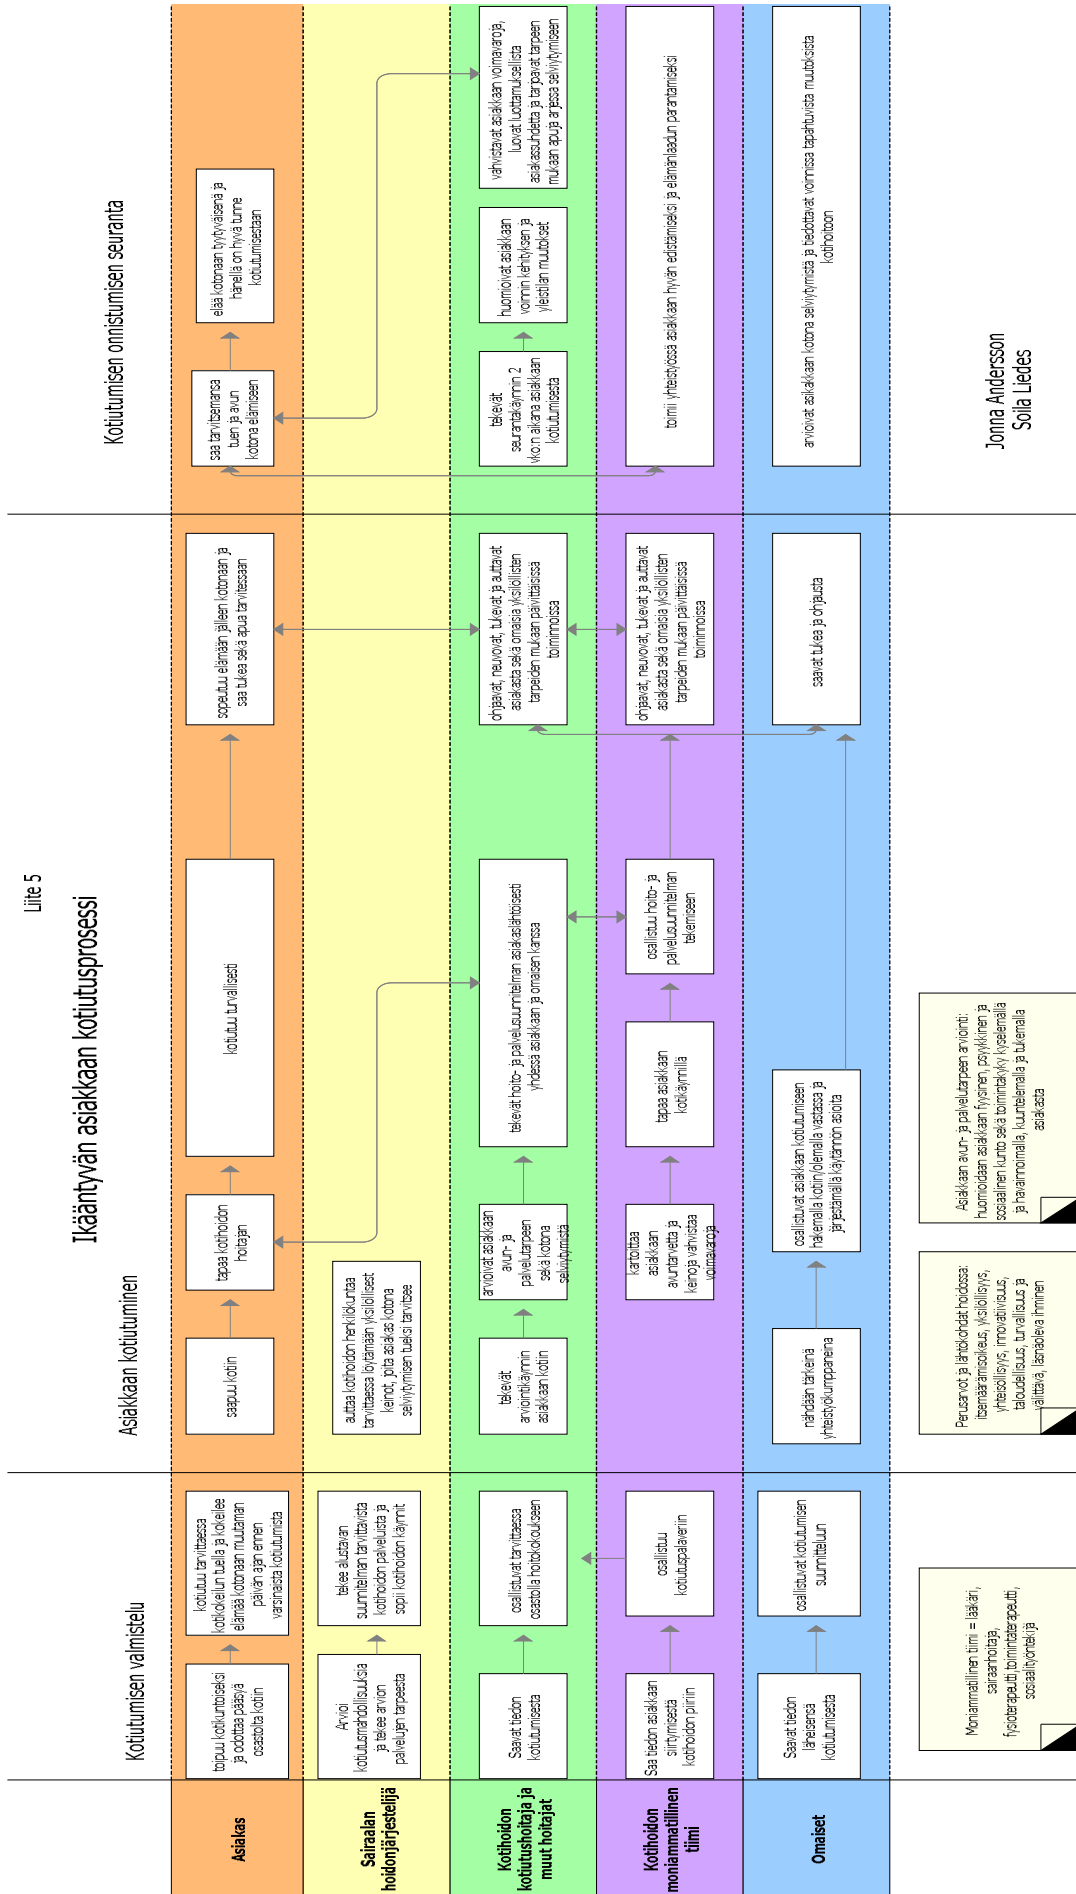 Liite 5
Ikääntyvän asiakkaan kotiutusprosessi
Kotiutumisen valmistelu
Asiakkaan kotiutuminen
Kotiutumisen onnistumisen seuranta
Asiakas
toipuu kotikuntoiseksi
ja odottaa pääsyä
osastolta kotiin
kotiutuu tarvittaessa
kotikokeilun tuella ja kokeilee
elämää kotonaan muutaman
päivän ajan ennen
varsinaista kotiutumista
saapuu kotiin
tapaa kotihoidon
hoitajan
kotiutuu turvallisesti
sopeutuu elämään jälleen kotonaan ja
saa tukea sekä apua tarvitessaan
saa tarvitsemansa
tuen ja avun
kotona elämiseen
elää kotonaan tyytyväisenä ja
hänellä on hyvä tunne
kotiutumisestaan
Sairaalan
hoidonjärjestelijä
Arvioi
kotiutusmahdollisuuksia
ja tekee arvion
palvelujen tarpeesta
tekee alustavan
suunnitelman tarvittavista
kotihoidon palveluista ja
sopii kotihoidon käynnit
auttaa kotihoidon henkilökuntaa
tarvittaessa löytämään yksilöllisest
keinot, joita asiakas kotona
selviytymisen tueksi tarvitsee
Kotihoidon
kotiutushoitaja ja
muut hoitajat
Saavat tiedon
kotiutumisesta
osallistuvat tarvittaessa
osastolla hoitokokoukseen
tekevät
arviointikäynnin
asiakkaan kotiin
arvioivat asiakkaan
avun- ja
palvelutarpeen
sekä kotona
selviytymistä
tekevät hoito- ja palvelusuunnitelman asiakaslähtöisesti
yhdessä asiakkaan ja omaisen kanssa
ohjaavat, neuvovat, tukevat ja auttavat
asiakasta sekä omaisia yksilöllisten
tarpeiden mukaan päivittäisissä
toiminnoissa
tekevät
seurantakäynnin 2
vko:n aikana asiakkaan
kotiutumisesta
huomioivat asiakkaan
voinnin kehityksen ja
yleistilan muutokset
vahvistavat asiakkaan voimavaroja,
luovat luottamuksellista
asiakassuhdetta ja tarjoavat tarpeen
mukaan apuja arjessa selviytymiseen
Kotihoidon
moniammatillinen
tiimi
Saa tiedon asiakkaan
siirtymisestä
kotihoidon piiriin
osallistuu
kotiutuspalaveriin
kartoittaa
asiakkaan
avuntarvetta ja
keinoja vahvistaa
voimavaroja
tapaa asiakkaan
kotikäynnillä
osallistuu hoito- ja
palvelusuunnitelman
tekemiseen
ohjaavat, neuvovat, tukevat ja auttavat
asiakasta sekä omaisia yksilöllisten
tarpeiden mukaan päivittäisissä
toiminnoissa
toimii yhteistyössä asiakkaan hyvän edistämiseksi ja elämänlaadun parantamiseksi
Omaiset
Saavat tiedon
läheisensä
kotiutumisesta
osallistuvat kotiutumisen
suunnitteluun
nähdään tärkeinä
yhteistyökumppaneina
osallistuvat asiakkaan kotiutumiseen
hakemalla kotiin/olemalla vastassa ja
järjestämällä käytännön asioita
saavat tukea ja ohjausta
arvioivat asikakkaan kotona selviytymistä ja tiedottavat voinnissa tapahtuvista muutoksista
kotihoitoon
Moniammatillinen tiimi = lääkäri,
sairaanhoitaja,
fysioterapeutti,toimintaterapeutti,
sosiaalityöntekijä
Perusarvot ja lähtökohdat hoidossa:
itsemäärämisoikeus, yksilöllisyys,
yhteisöllisyys, innovatiivisuus,
taloudellisuus, turvallisuus ja
välittävä, läsnäoleva ihminen
Asiakkaan avun- ja palvelutarpeen arviointi:
huomioidaan asiakkaan fyysinen, psyykkinen ja
sosiaalinen kunto sekä toimintakyky kyselemällä
ja havainnoimalla, kuuntelemalla ja tukemalla
asiakasta
Jonna Andersson
Soila Liedes